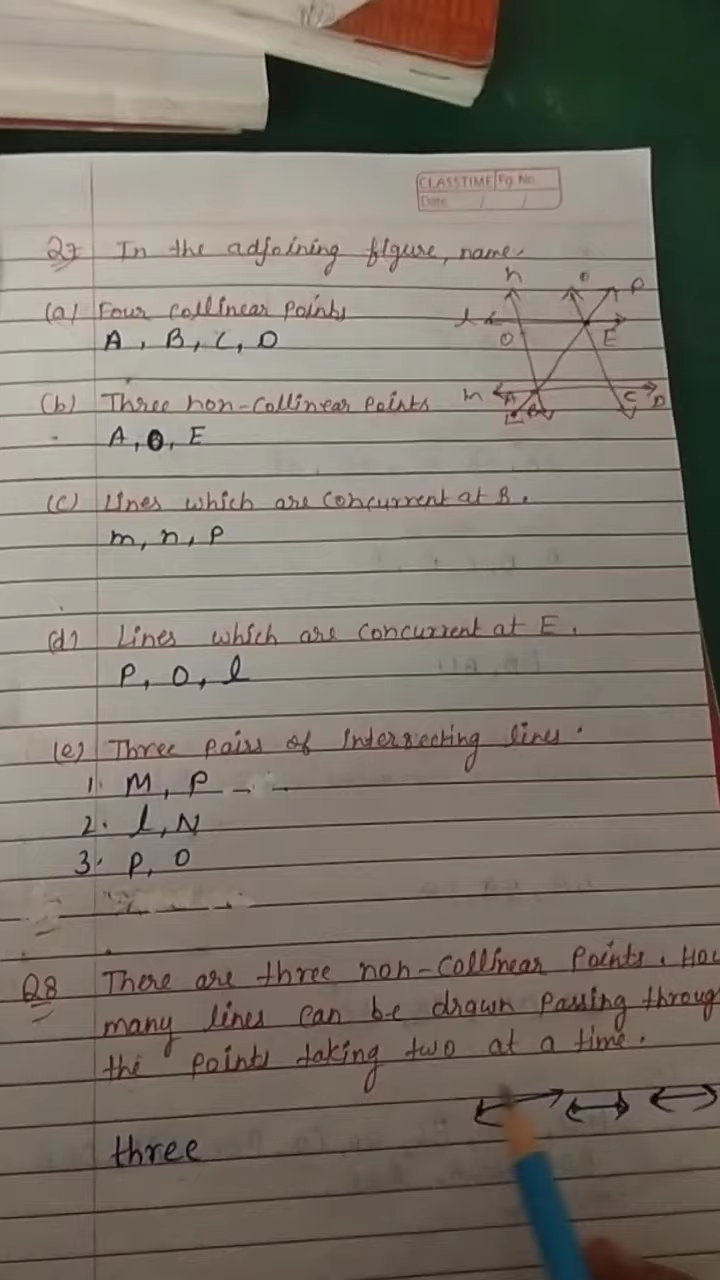 CLASSTIME Pg. No.
Date / /
Q7 In the adjoining figure, name.
(a) Four collinear points
A, B, C, D
(b) Three non-collinear points
A, O, E
(c) Lines which are concurrent at B.
m, n, P
(d) Lines which are concurrent at E.
P, O, l
(e) Three pairs of Intersecting lines.
1. M, P
2. l, N
3. P, O
n o P
l O E
m A B C D
Q8 There are three non-collinear points. How
many lines can be drawn passing through
the points taking two at a time.
three